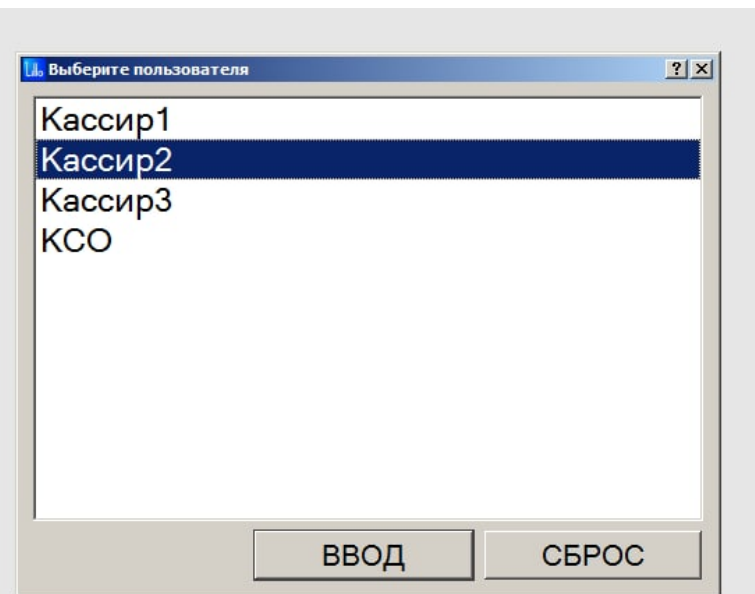 Выберите пользователя
Кассир1
Кассир2
Кассир3
КСО
ВВОД
СБРОС